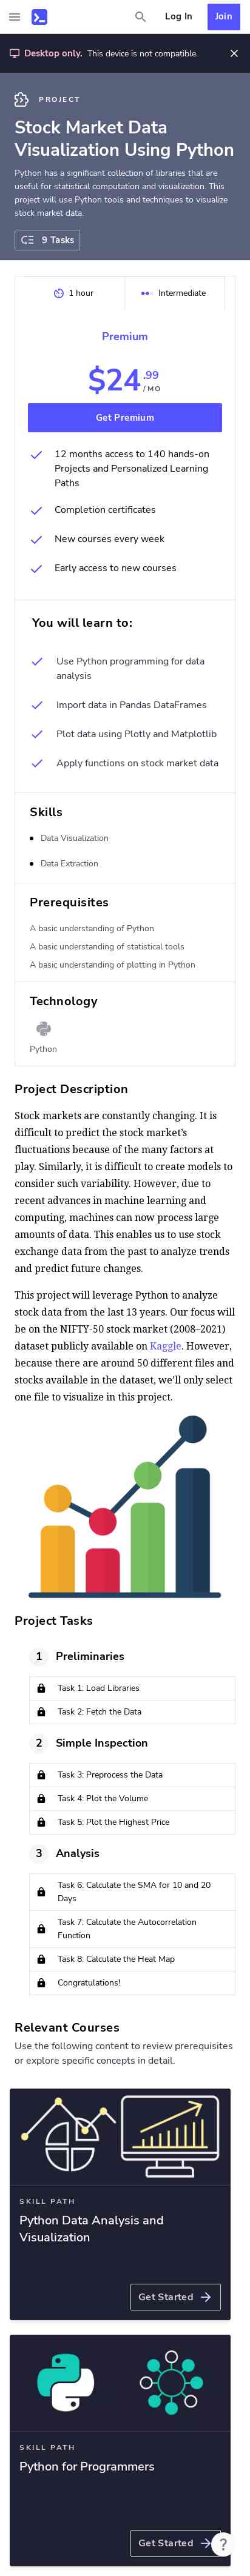 Log In
Join
Desktop only. This device is not compatible.
PROJECT
Stock Market Data
Visualization Using Python
Python has a significant collection of libraries that are
useful for statistical computation and visualization. This
project will use Python tools and techniques to visualize
stock market data.
9 Tasks
1 hour
Intermediate
Premium
$24
.99
/ MO
Get Premium
12 months access to 140 hands-on
Projects and Personalized Learning
Paths
Completion certificates
New courses every week
Early access to new courses
You will learn to:
Use Python programming for data
analysis
Import data in Pandas DataFrames
Plot data using Plotly and Matplotlib
Apply functions on stock market data
Skills
Data Visualization
Data Extraction
Prerequisites
A basic understanding of Python
A basic understanding of statistical tools
A basic understanding of plotting in Python
Technology
Python
Project Description
Stock markets are constantly changing. It is
difficult to predict the stock market’s
fluctuations because of the many factors at
play. Similarly, it is difficult to create models to
consider such variability. However, due to
recent advances in machine learning and
computing, machines can now process large
amounts of data. This enables us to use stock
exchange data from the past to analyze trends
and predict future changes.
This project will leverage Python to analyze
stock data from the last 13 years. Our focus will
be on the NIFTY-50 stock market (2008–2021)
dataset publicly available on Kaggle. However,
because there are around 50 different files and
stocks available in the dataset, we’ll only select
one file to visualize in this project.
Project Tasks
1 Preliminaries
Task 1: Load Libraries
Task 2: Fetch the Data
2 Simple Inspection
Task 3: Preprocess the Data
Task 4: Plot the Volume
Task 5: Plot the Highest Price
3 Analysis
Task 6: Calculate the SMA for 10 and 20
Days
Task 7: Calculate the Autocorrelation
Function
Task 8: Calculate the Heat Map
Congratulations!
Relevant Courses
Use the following content to review prerequisites
or explore specific concepts in detail.
SKILL PATH
Python Data Analysis and
Visualization
Get Started
SKILL PATH
Python for Programmers
Get Started
?